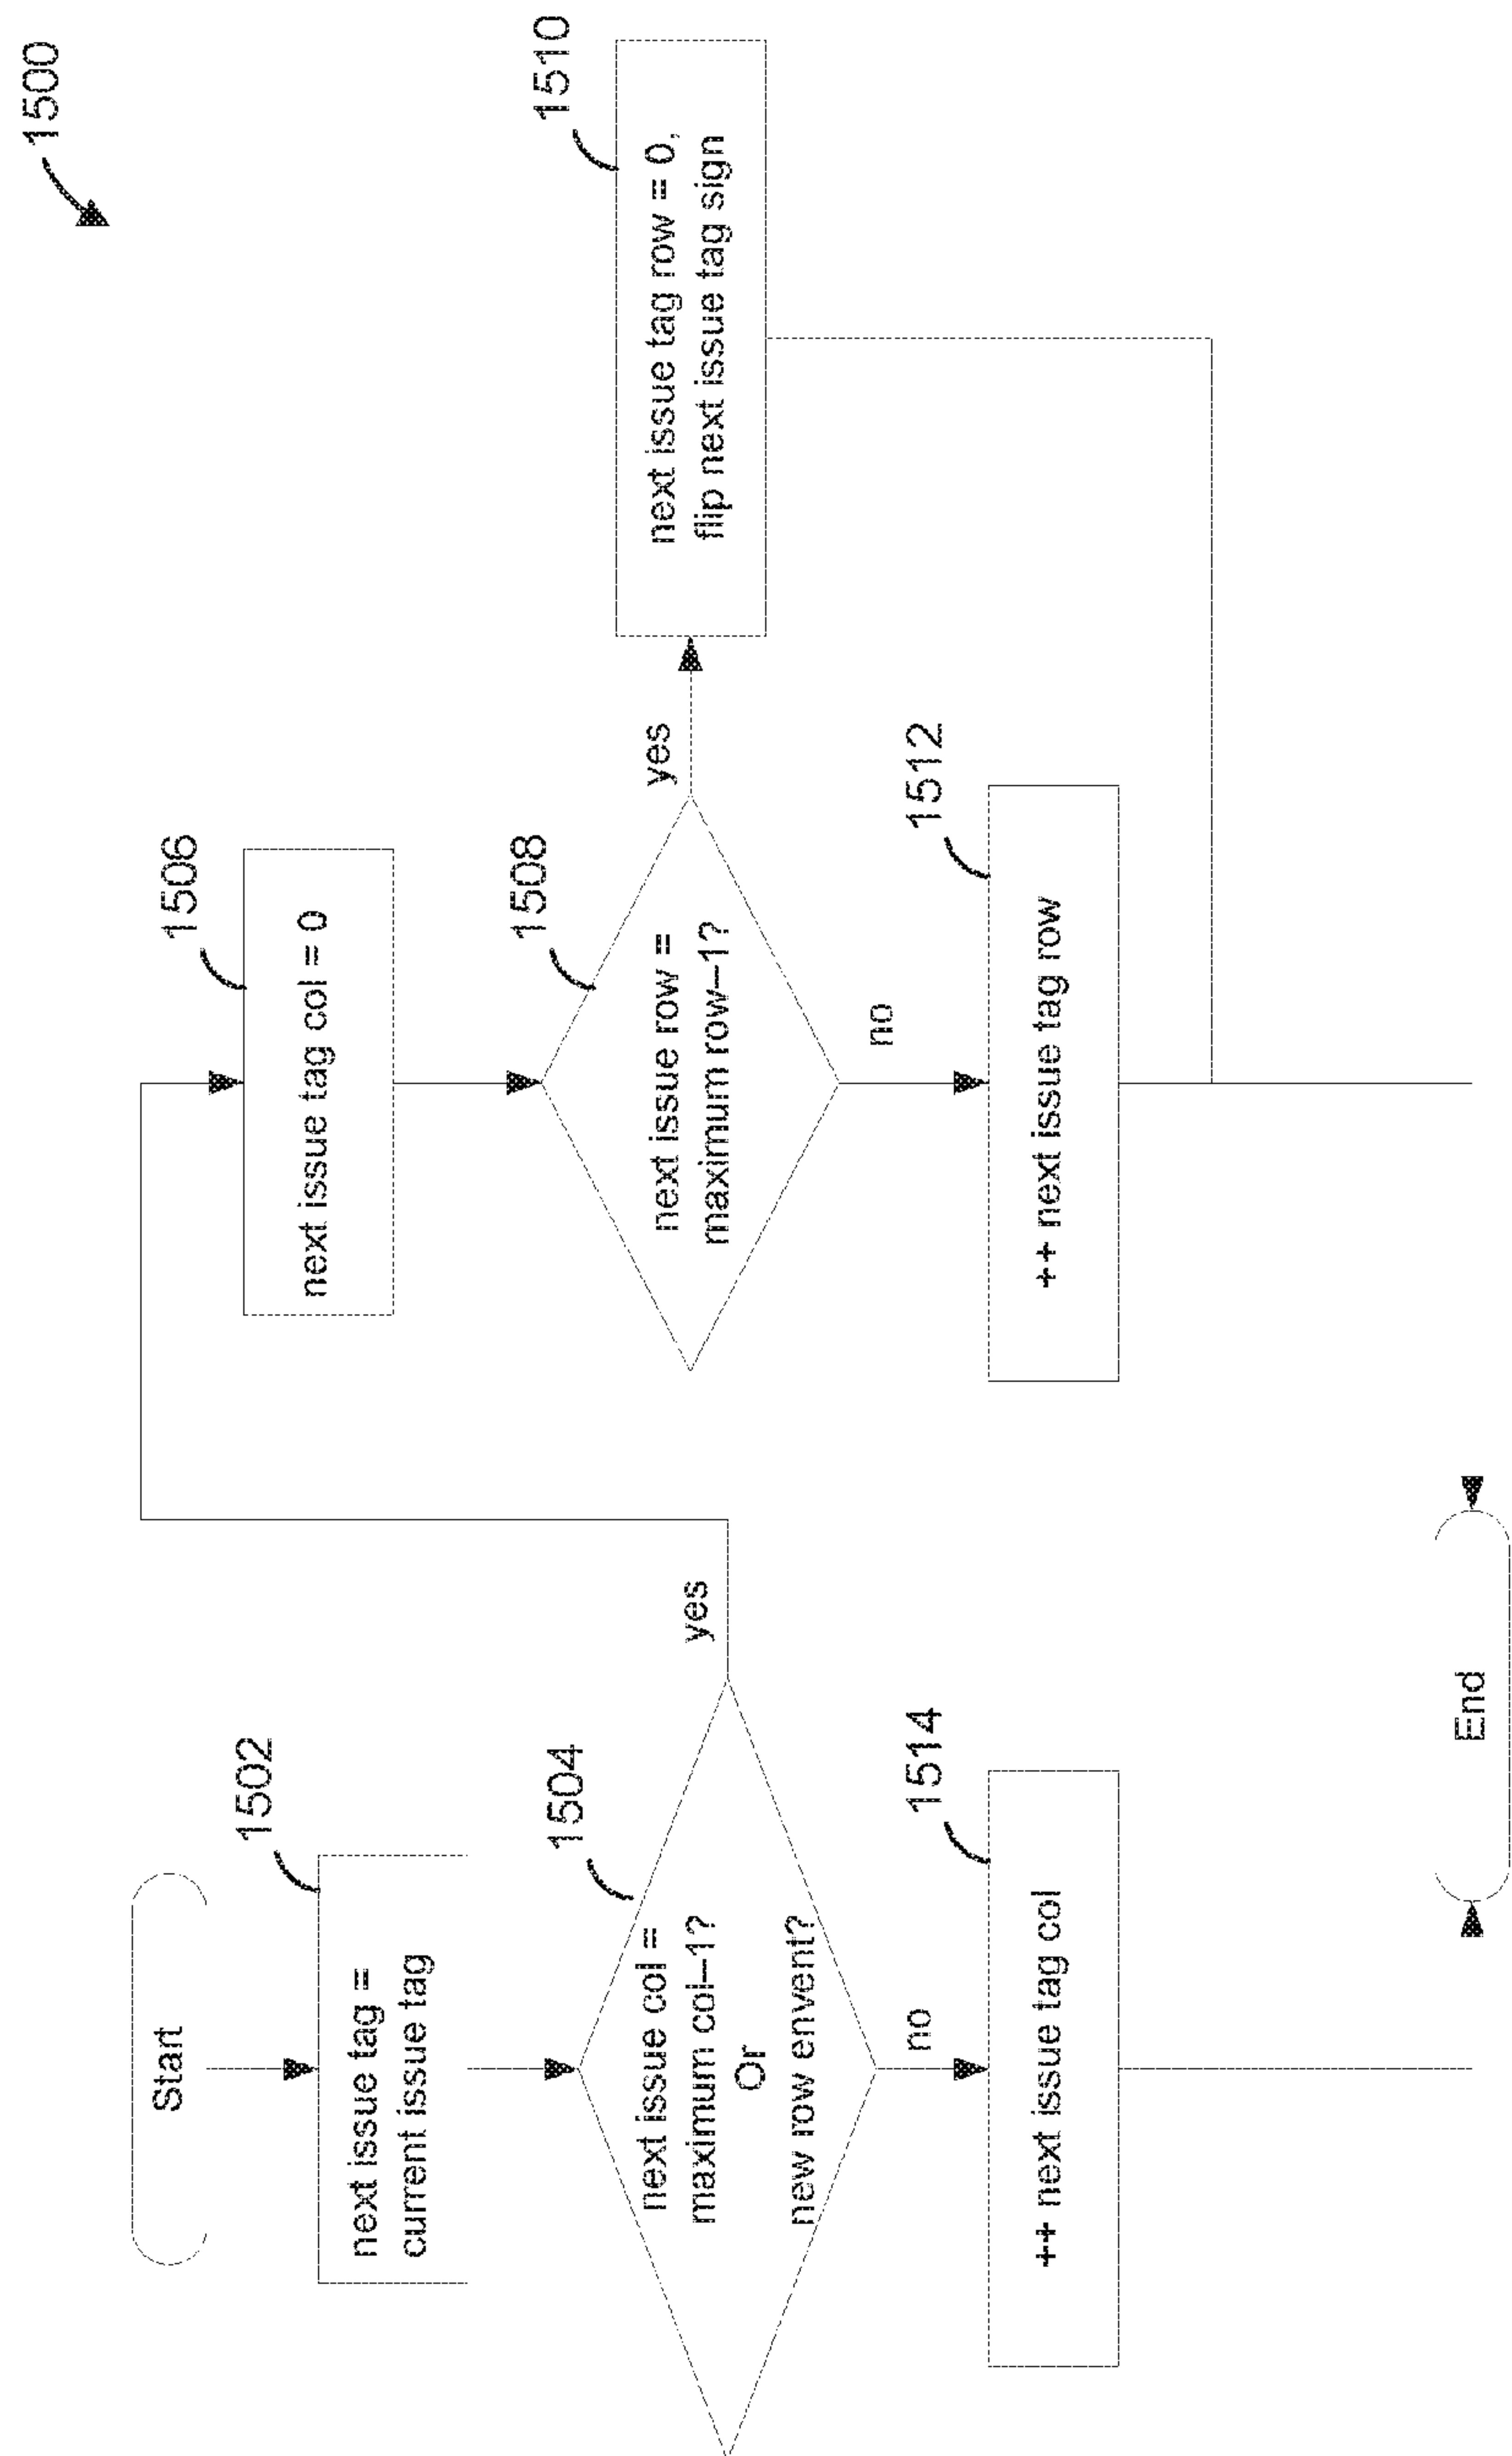 1500
Start
1502
next issue tag =
current issue tag
1504
next issue col =
maximum col–1?
Or
new row envent?
yes
no
1514
++ next issue tag col
1506
next issue tag col = 0
1508
next issue row =
maximum row–1?
yes
no
1510
next issue tag row = 0,
flip next issue tag sign
1512
++ next issue tag row
End